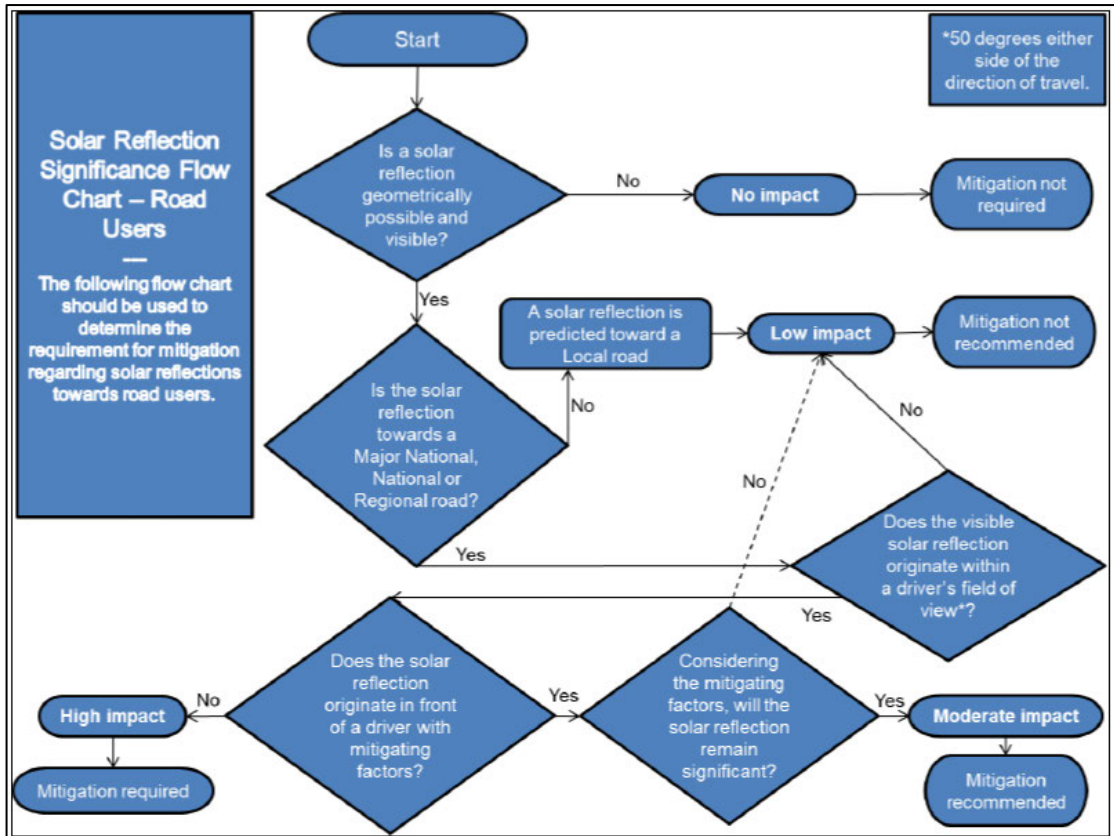 Solar Reflection
Significance Flow
Chart – Road
Users
---
The following flow chart
should be used to
determine the
requirement for mitigation
regarding solar reflections
towards road users.
Start
*50 degrees either
side of the
direction of travel.
Is a solar
reflection
geometrically
possible and
visible?
No
No impact
Mitigation not
required
Yes
A solar reflection is
predicted toward a
Local road
Low impact
Mitigation not
recommended
Is the solar
reflection
towards a
Major National,
National or
Regional road?
No
No
No
Yes
Does the visible
solar reflection
originate within
a driver's field of
view*?
Yes
Does the solar
reflection
originate in front
of a driver with
mitigating
factors?
No
High impact
Mitigation required
Yes
Considering
the mitigating
factors, will the
solar reflection
remain
significant?
Yes
Moderate impact
Mitigation
recommended